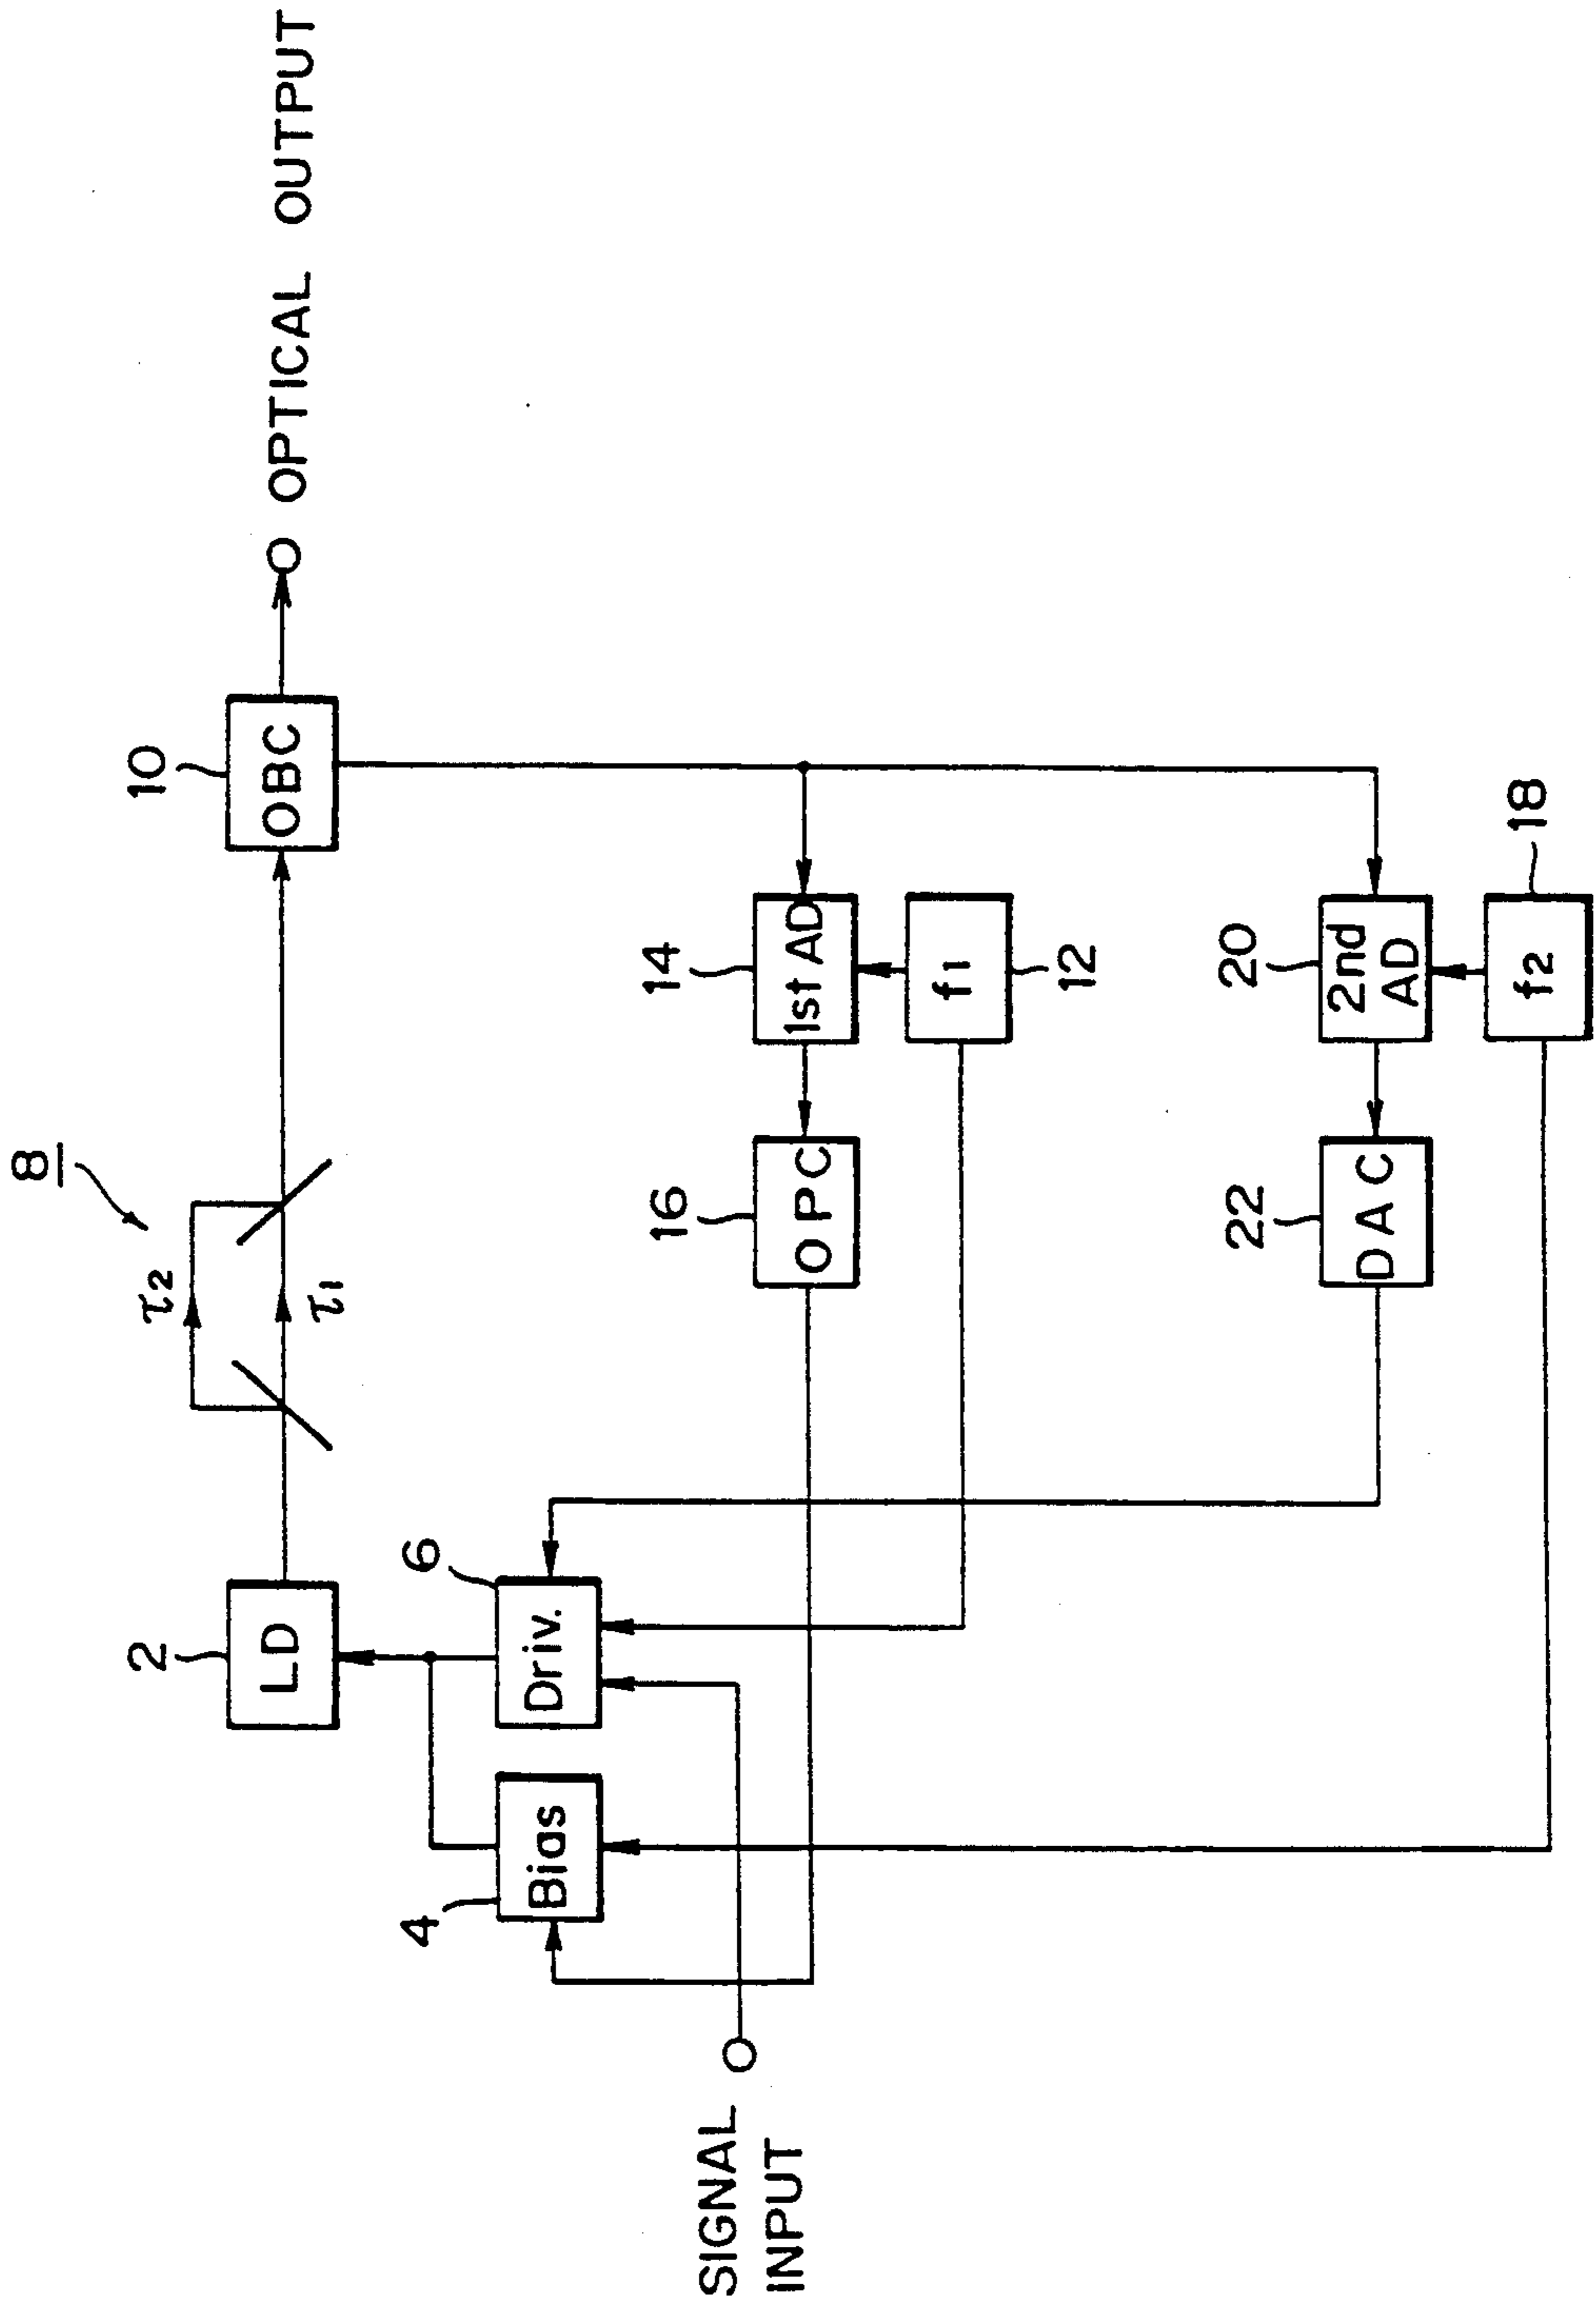 8
τ2
τ1
2
LD
10
OBC
OPTICAL OUTPUT
4
Bias
6
Driv.
16
OPC
14
1st AD
f1
12
SIGNAL
INPUT
22
DAC
20
2nd
AD
f2
18